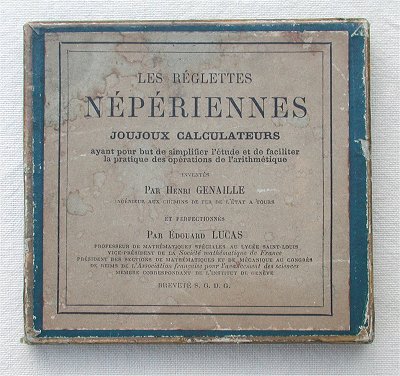 LES RÉGLETTES
NÉPÉRIENNES
JOUJOUX CALCULATEURS
ayant pour but de simplifier l'étude et de faciliter
la pratique des opérations de l'arithmétique
INVENTÉS
PAR HENRI GENAILLE
INGÉNIEUR AUX CHEMINS DE FER DE L'ÉTAT A TOURS
ET PERFECTIONNÉS
PAR ÉDOUARD LUCAS
PROFESSEUR DE MATHÉMATIQUES SPÉCIALES AU LYCÉE SAINT-LOUIS
VICE-PRÉSIDENT DE LA Société mathématique de France
PRÉSIDENT DES SECTIONS DE MATHÉMATIQUES ET DE MÉCANIQUE AU CONGRÈS
DE REIMS DE L'Association française pour l'avancement des sciences
MEMBRE CORRESPONDANT DE L'INSTITUT DE GENÈVE
BREVETÉ S. G. D. G.